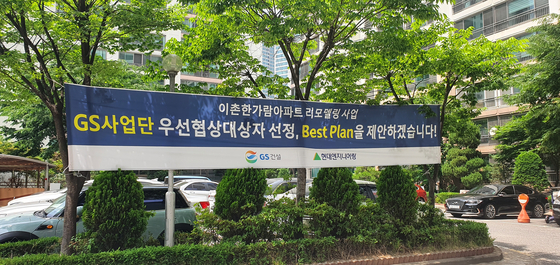 이촌한가람아파트 리모델링 사업
GS사업단 우선협상대상자 선정, Best Plan을 제안하겠습니다!
GS건설 현대엔지니어링